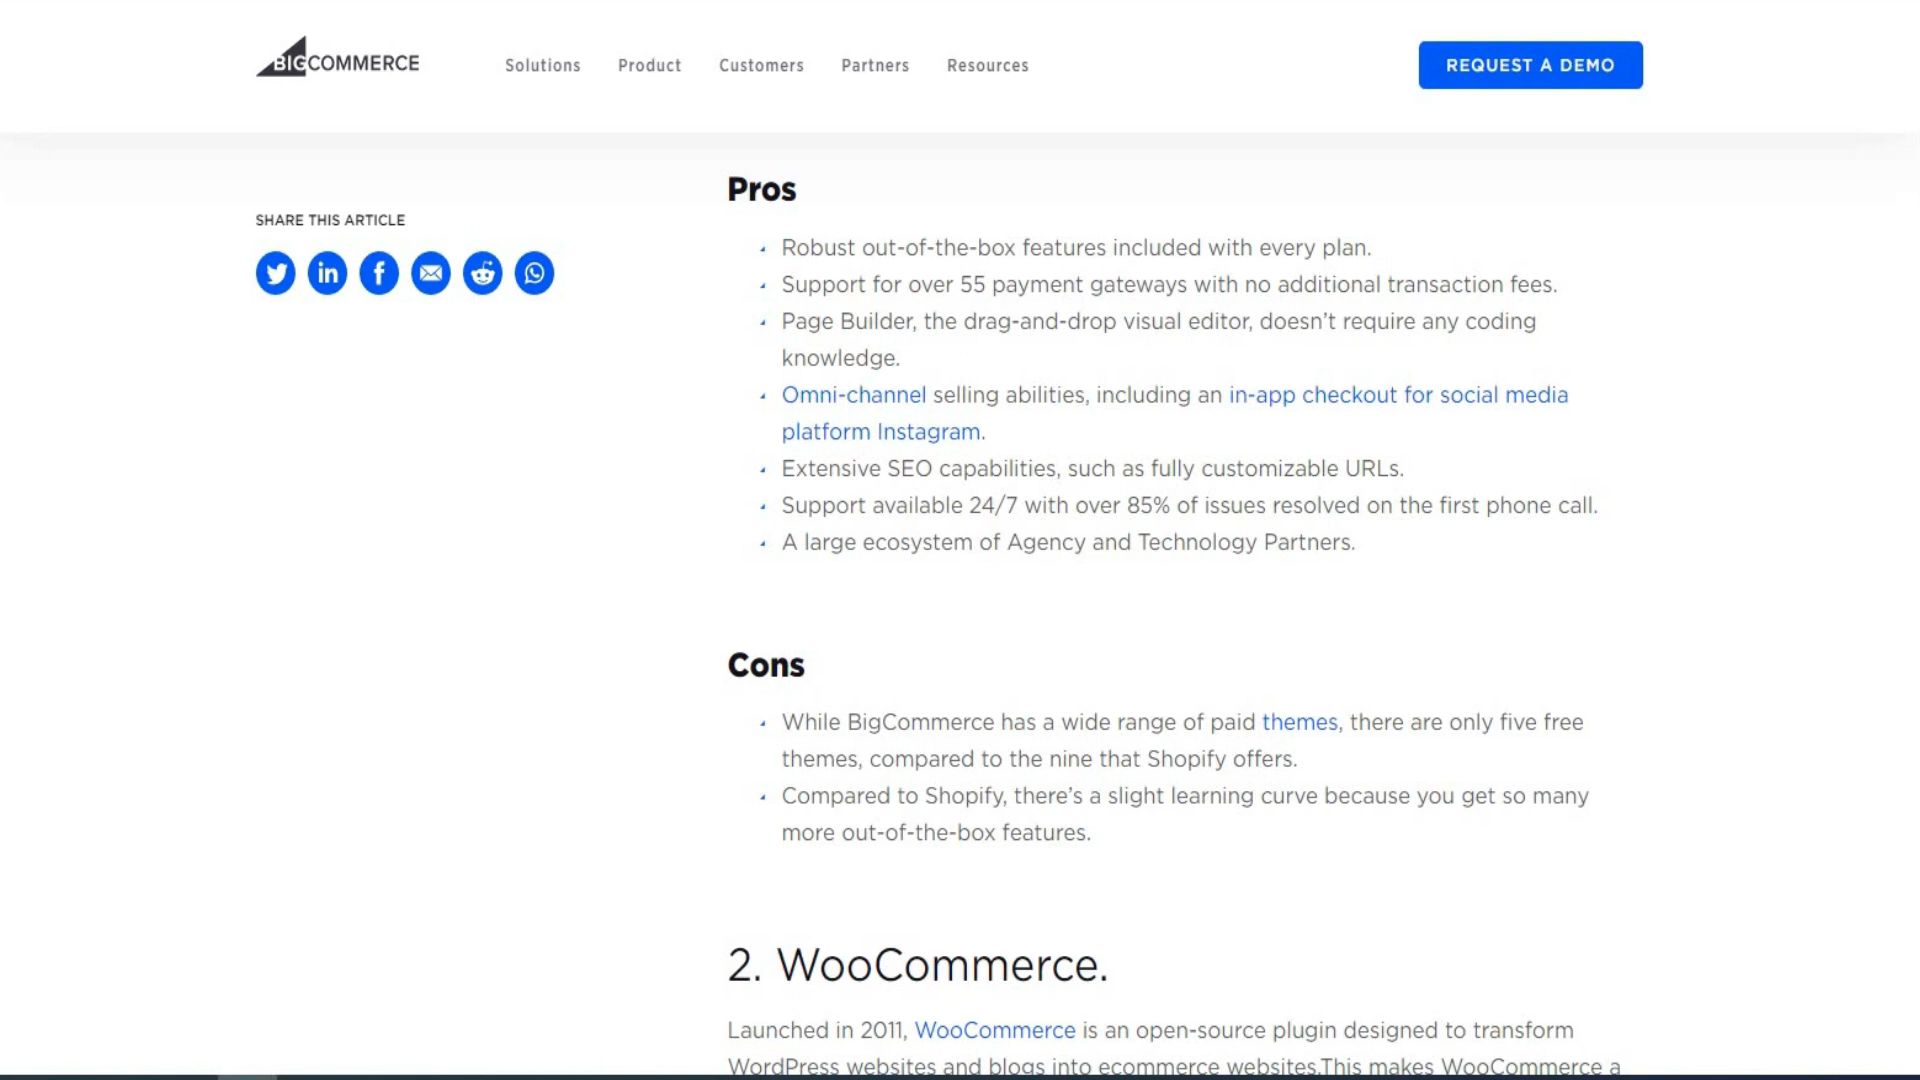 BIGCOMMERCE
Solutions
Product
Customers
Partners
Resources
REQUEST A DEMO
SHARE THIS ARTICLE
Pros
Robust out-of-the-box features included with every plan.
Support for over 55 payment gateways with no additional transaction fees.
Page Builder, the drag-and-drop visual editor, doesn’t require any coding
knowledge.
Omni-channel selling abilities, including an in-app checkout for social media
platform Instagram.
Extensive SEO capabilities, such as fully customizable URLs.
Support available 24/7 with over 85% of issues resolved on the first phone call.
A large ecosystem of Agency and Technology Partners.
Cons
While BigCommerce has a wide range of paid themes, there are only five free
themes, compared to the nine that Shopify offers.
Compared to Shopify, there’s a slight learning curve because you get so many
more out-of-the-box features.
2. WooCommerce.
Launched in 2011, WooCommerce is an open-source plugin designed to transform
WordPress websites and blogs into ecommerce websites.This makes WooCommerce a